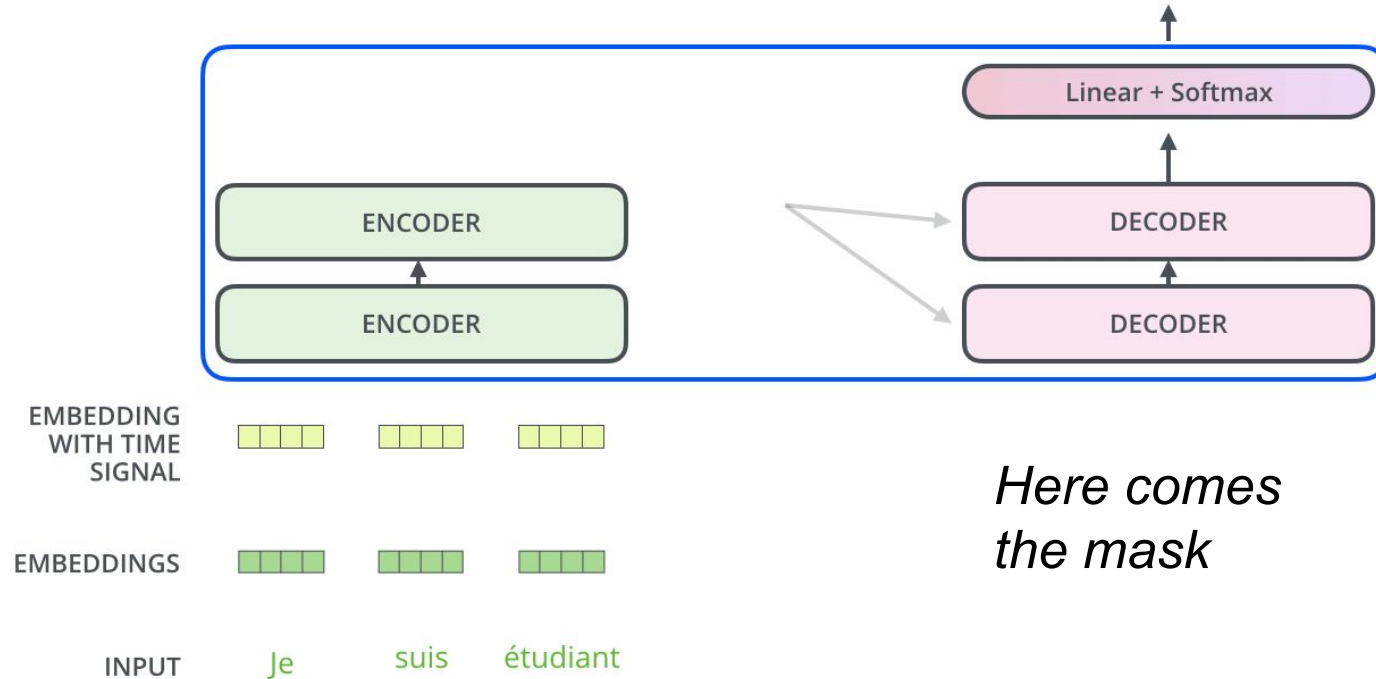 Linear + Softmax
ENCODER
DECODER
ENCODER
DECODER
EMBEDDING
WITH TIME
SIGNAL
Here comes
the mask
EMBEDDINGS
INPUT
Je
suis
étudiant